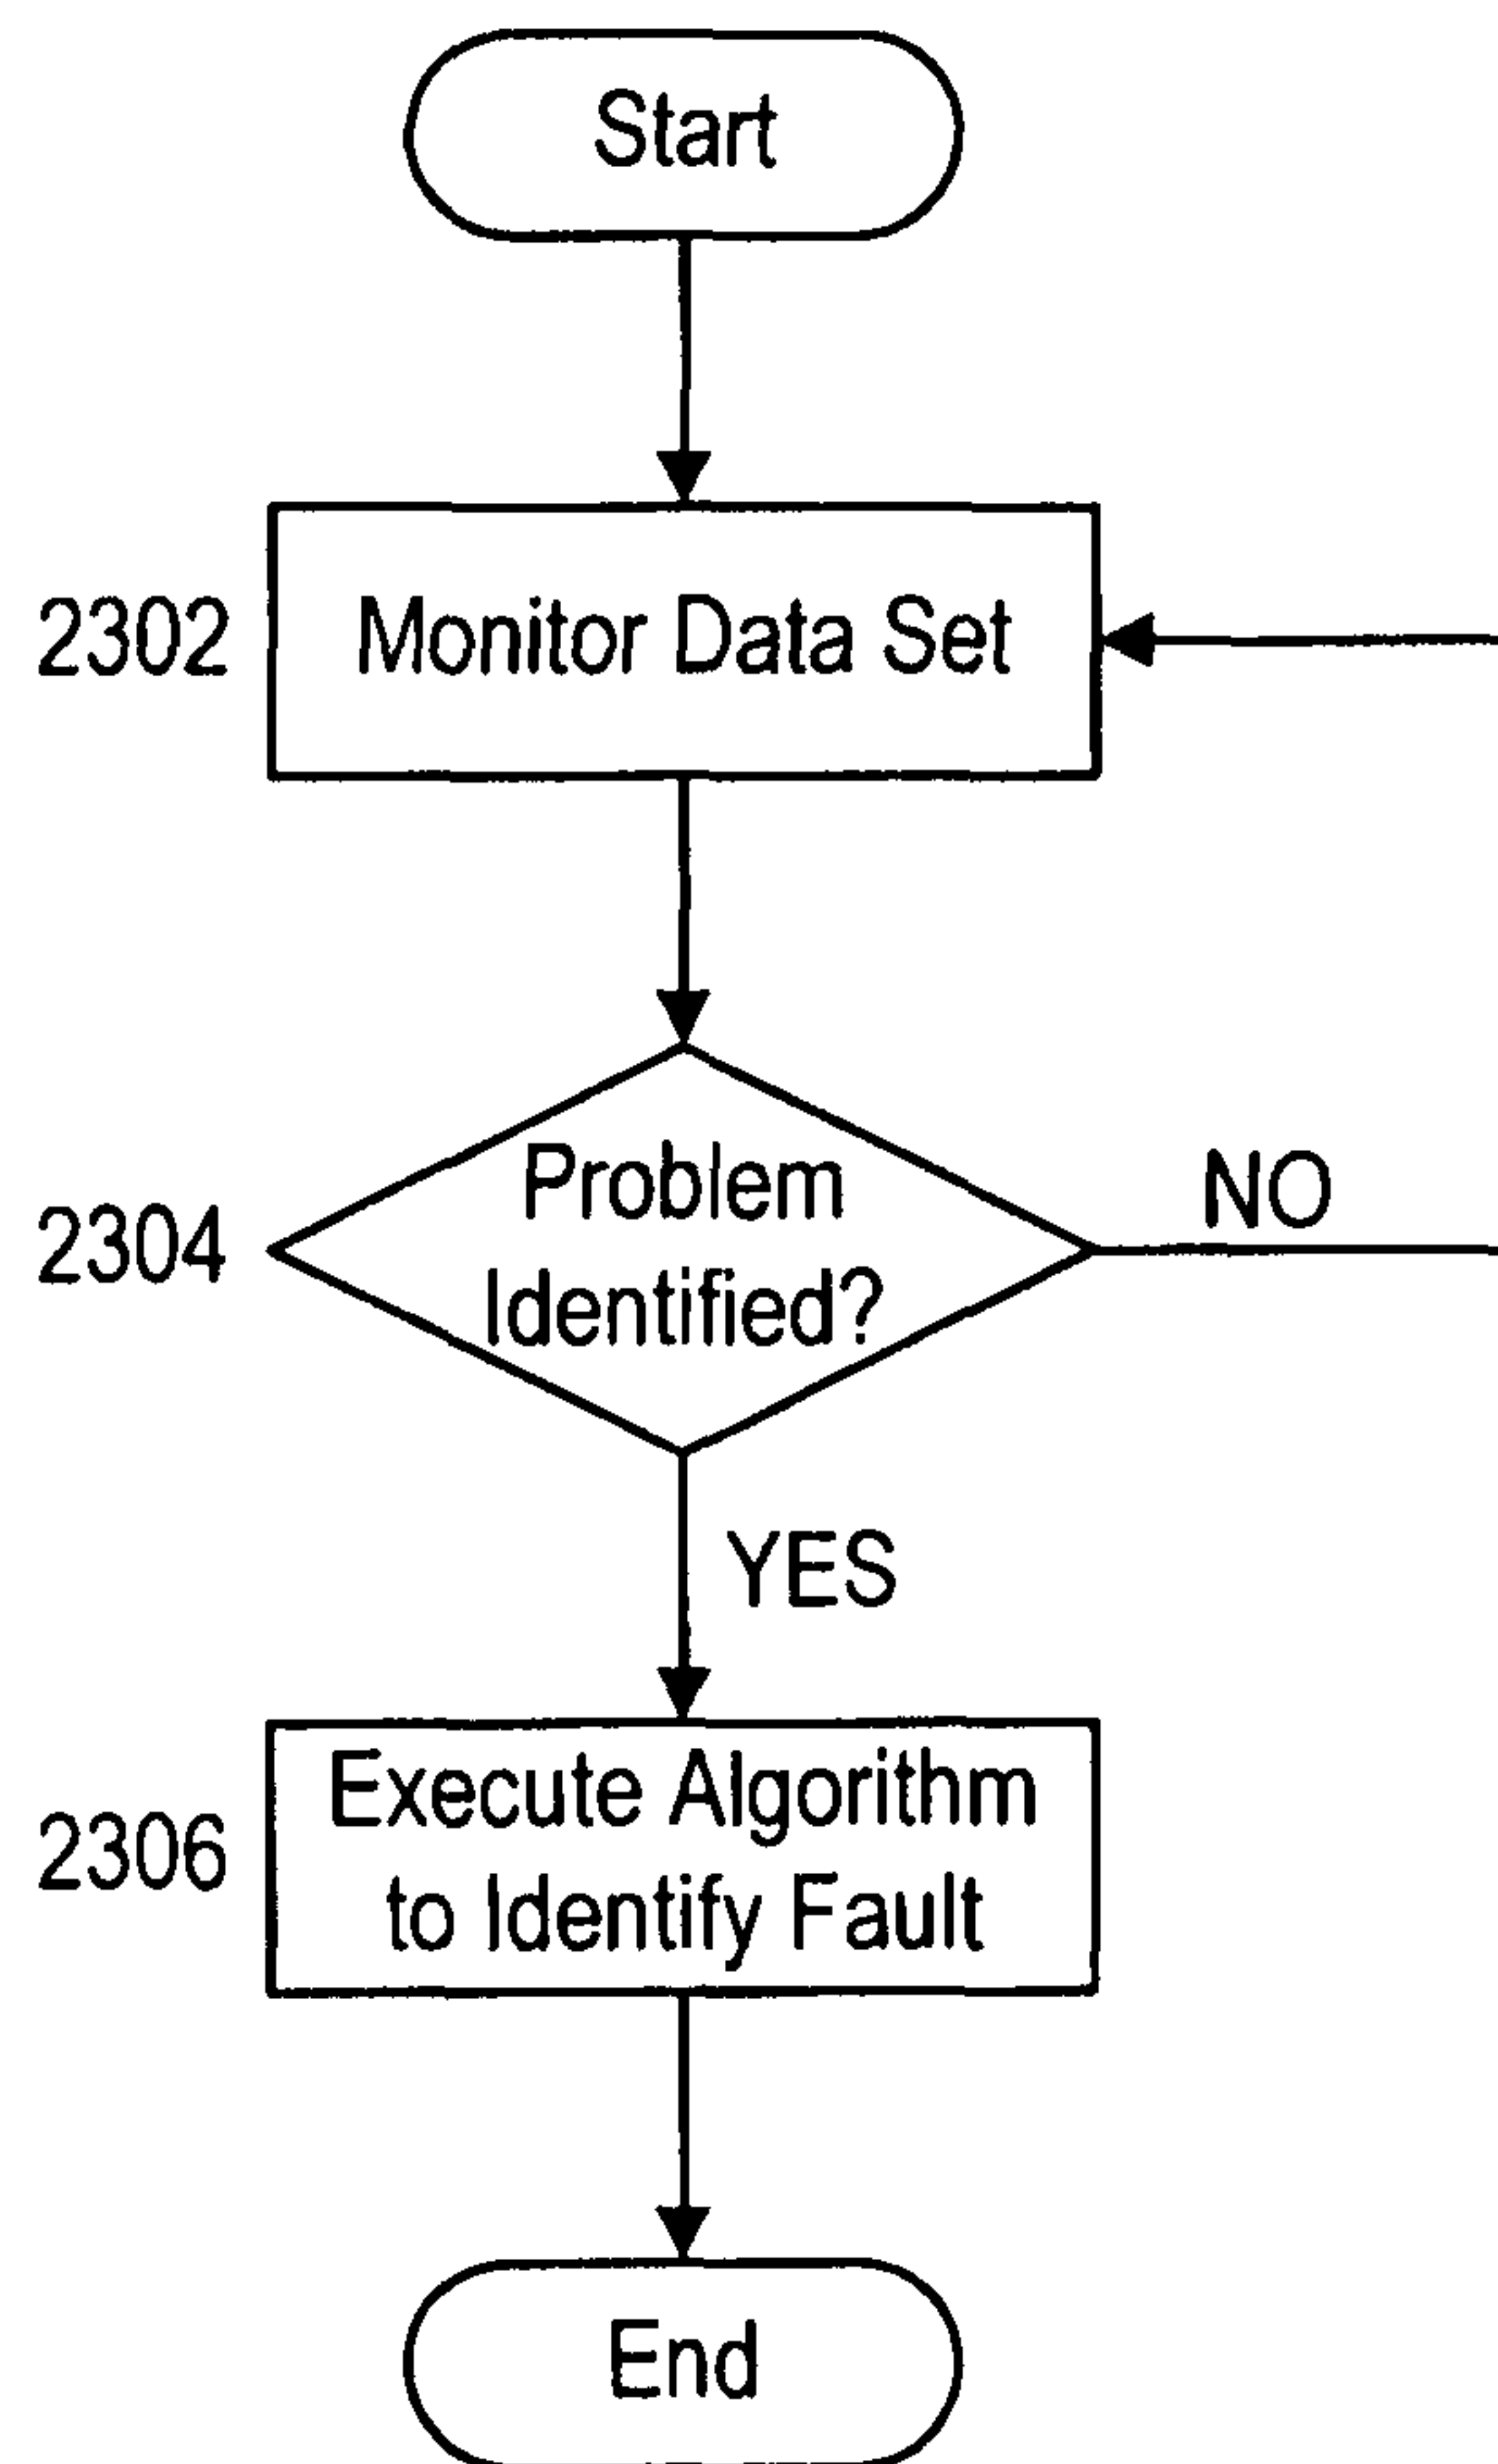 Start
2302
Monitor Data Set
2304
Problem
Identified?
NO
YES
2306
Execute Algorithm
to Identify Fault
End